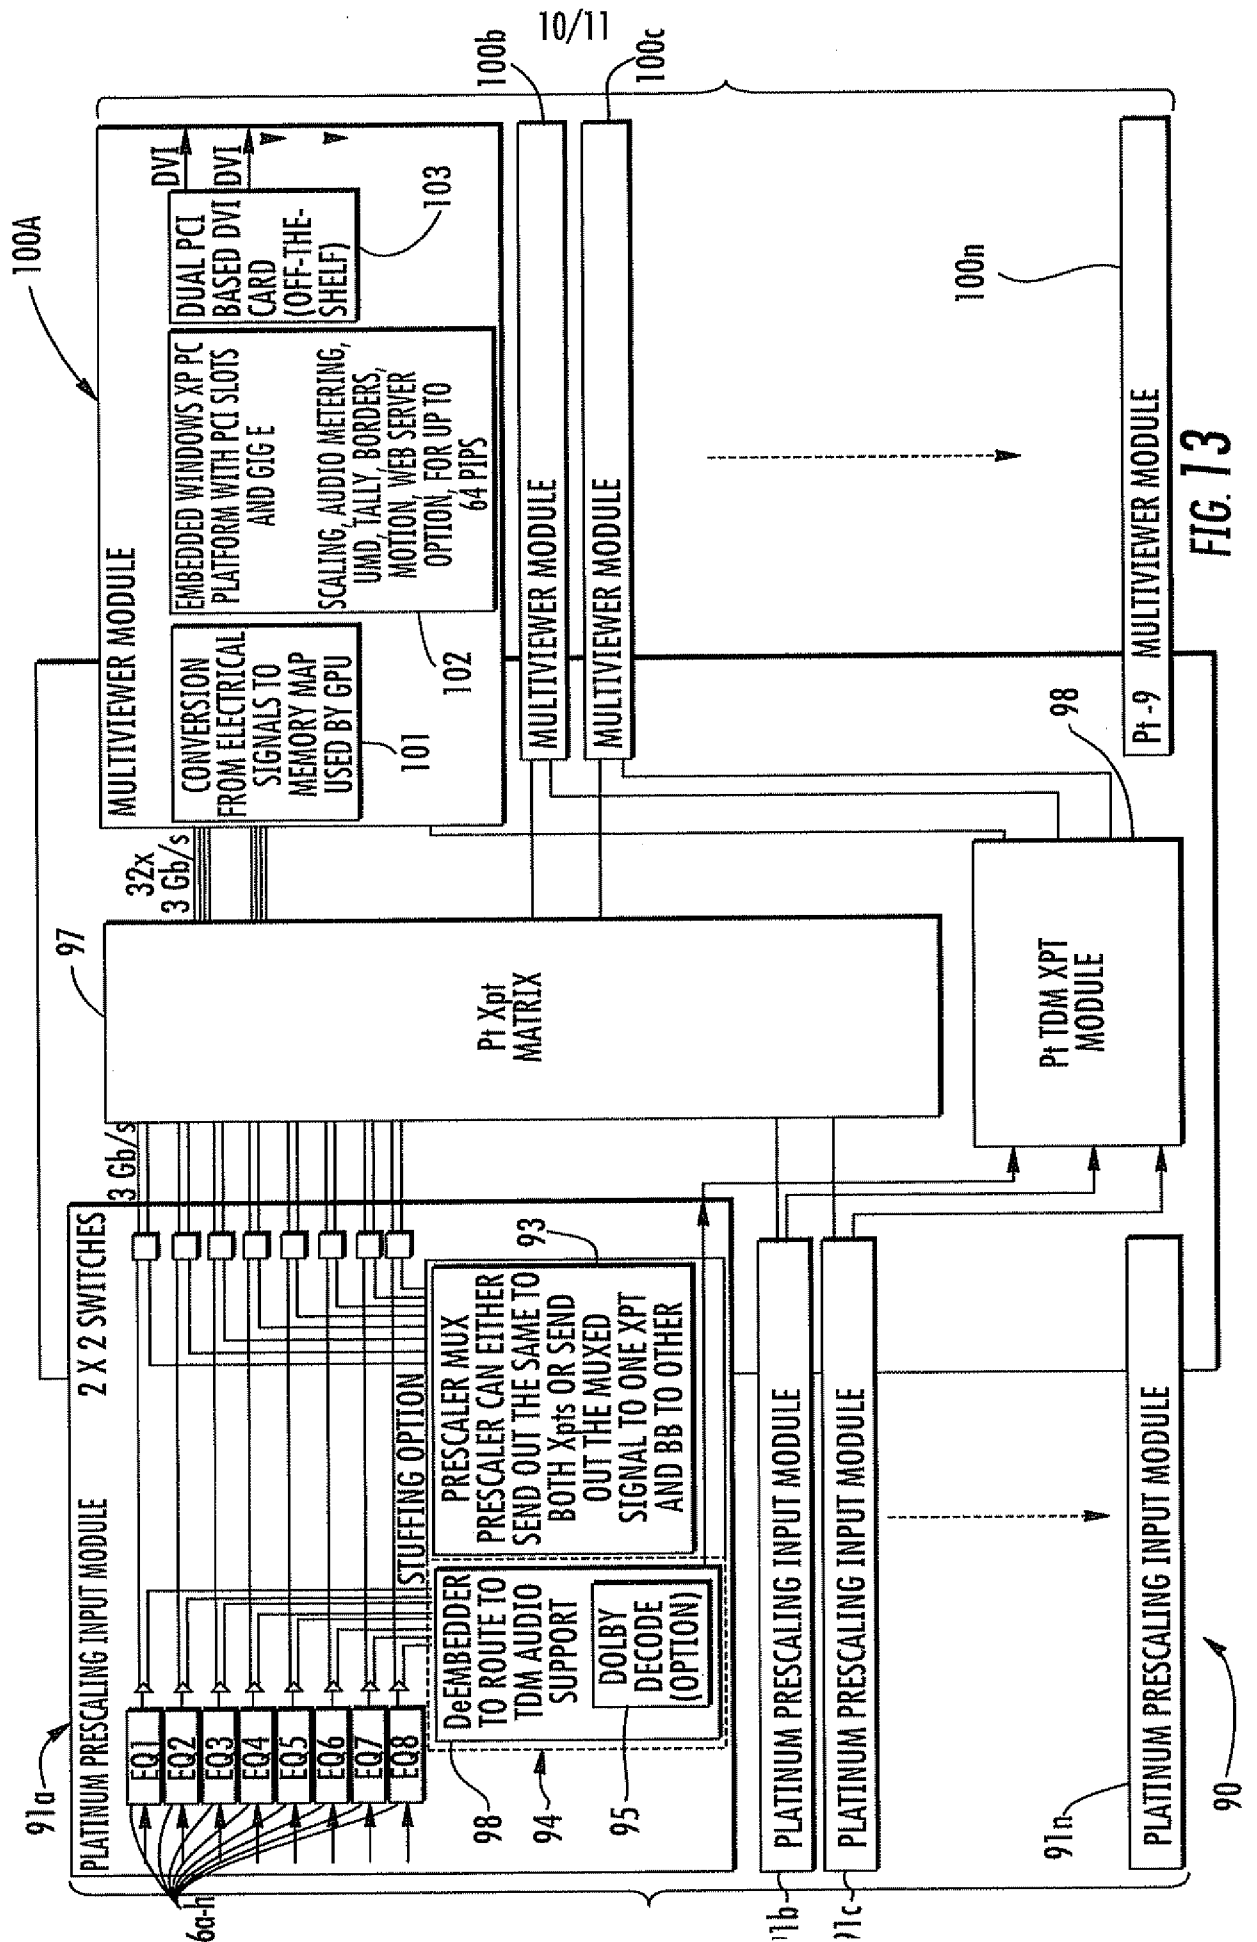 10/11
91a
PLATINUM PRESCALING INPUT MODULE
2 X 2 SWITCHES
3 Gb/s
6a-h
EQ1
EQ2
EQ3
EQ4
EQ5
EQ6
EQ7
EQ8
STUFFING OPTION
98
DeEMBEDDER
TO ROUTE TO
TDM AUDIO
SUPPORT
94
95
DOLBY
DECODE
(OPTION)
PRESCALER MUX
PRESCALER CAN EITHER
SEND OUT THE SAME TO
BOTH Xpts OR SEND
OUT THE MUXED
SIGNAL TO ONE XPT
AND BB TO OTHER
93
91b
PLATINUM PRESCALING INPUT MODULE
91c
PLATINUM PRESCALING INPUT MODULE
91n
PLATINUM PRESCALING INPUT MODULE
90
97
Pt Xpt
MATRIX
32x
3 Gb/s
Pt TDM XPT
MODULE
98
100A
MULTIVIEWER MODULE
CONVERSION
FROM ELECTRICAL
SIGNALS TO
MEMORY MAP
USED BY GPU
101
EMBEDDED WINDOWS XP PC
PLATFORM WITH PCI SLOTS
AND GIG E
SCALING, AUDIO METERING,
UMD, TALLY, BORDERS,
MOTION, WEB SERVER
OPTION, FOR UP TO
64 PIPS
102
DUAL PCI
BASED DVI
CARD
(OFF-THE-
SHELF)
103
DVI
DVI
MULTIVIEWER MODULE
100b
MULTIVIEWER MODULE
100c
Pt-9 MULTIVIEWER MODULE
100n
FIG. 13